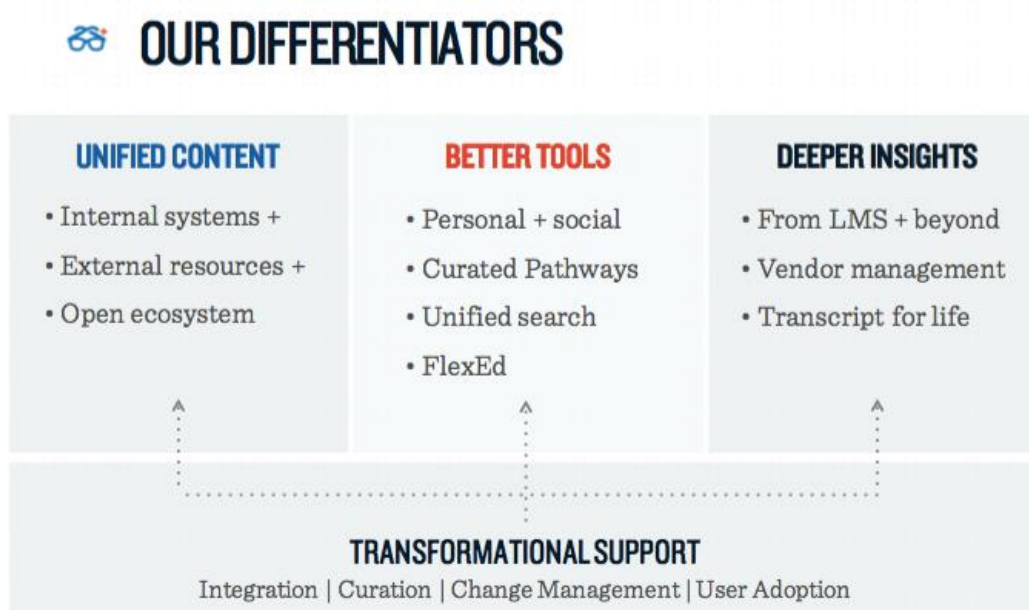 OUR DIFFERENTIATORS
UNIFIED CONTENT
• Internal systems +
• External resources +
• Open ecosystem
BETTER TOOLS
• Personal + social
• Curated Pathways
• Unified search
• FlexEd
DEEPER INSIGHTS
• From LMS + beyond
• Vendor management
• Transcript for life
TRANSFORMATIONAL SUPPORT
Integration | Curation | Change Management | User Adoption